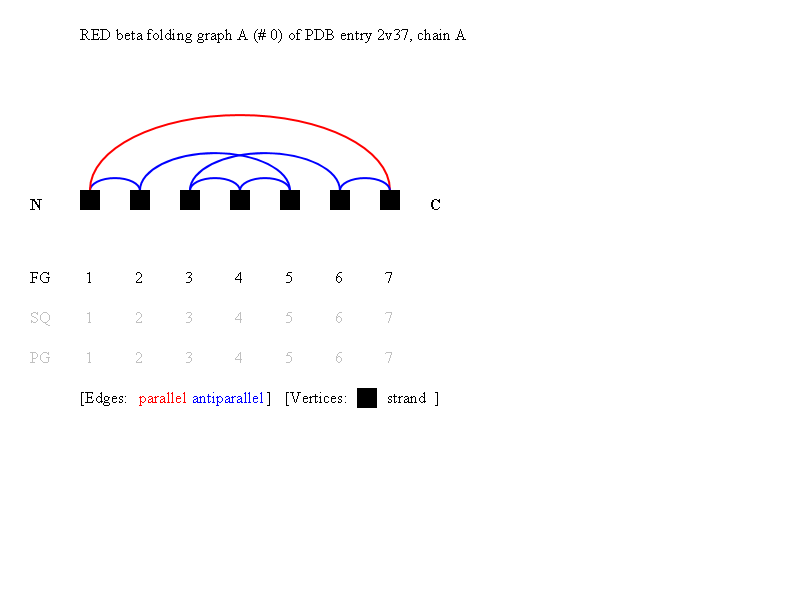 RED beta folding graph A (# 0) of PDB entry 2v37, chain A
N C
FG 1 2 3 4 5 6 7
SQ 1 2 3 4 5 6 7
PG 1 2 3 4 5 6 7
[Edges: parallel antiparallel] [Vertices: strand ]